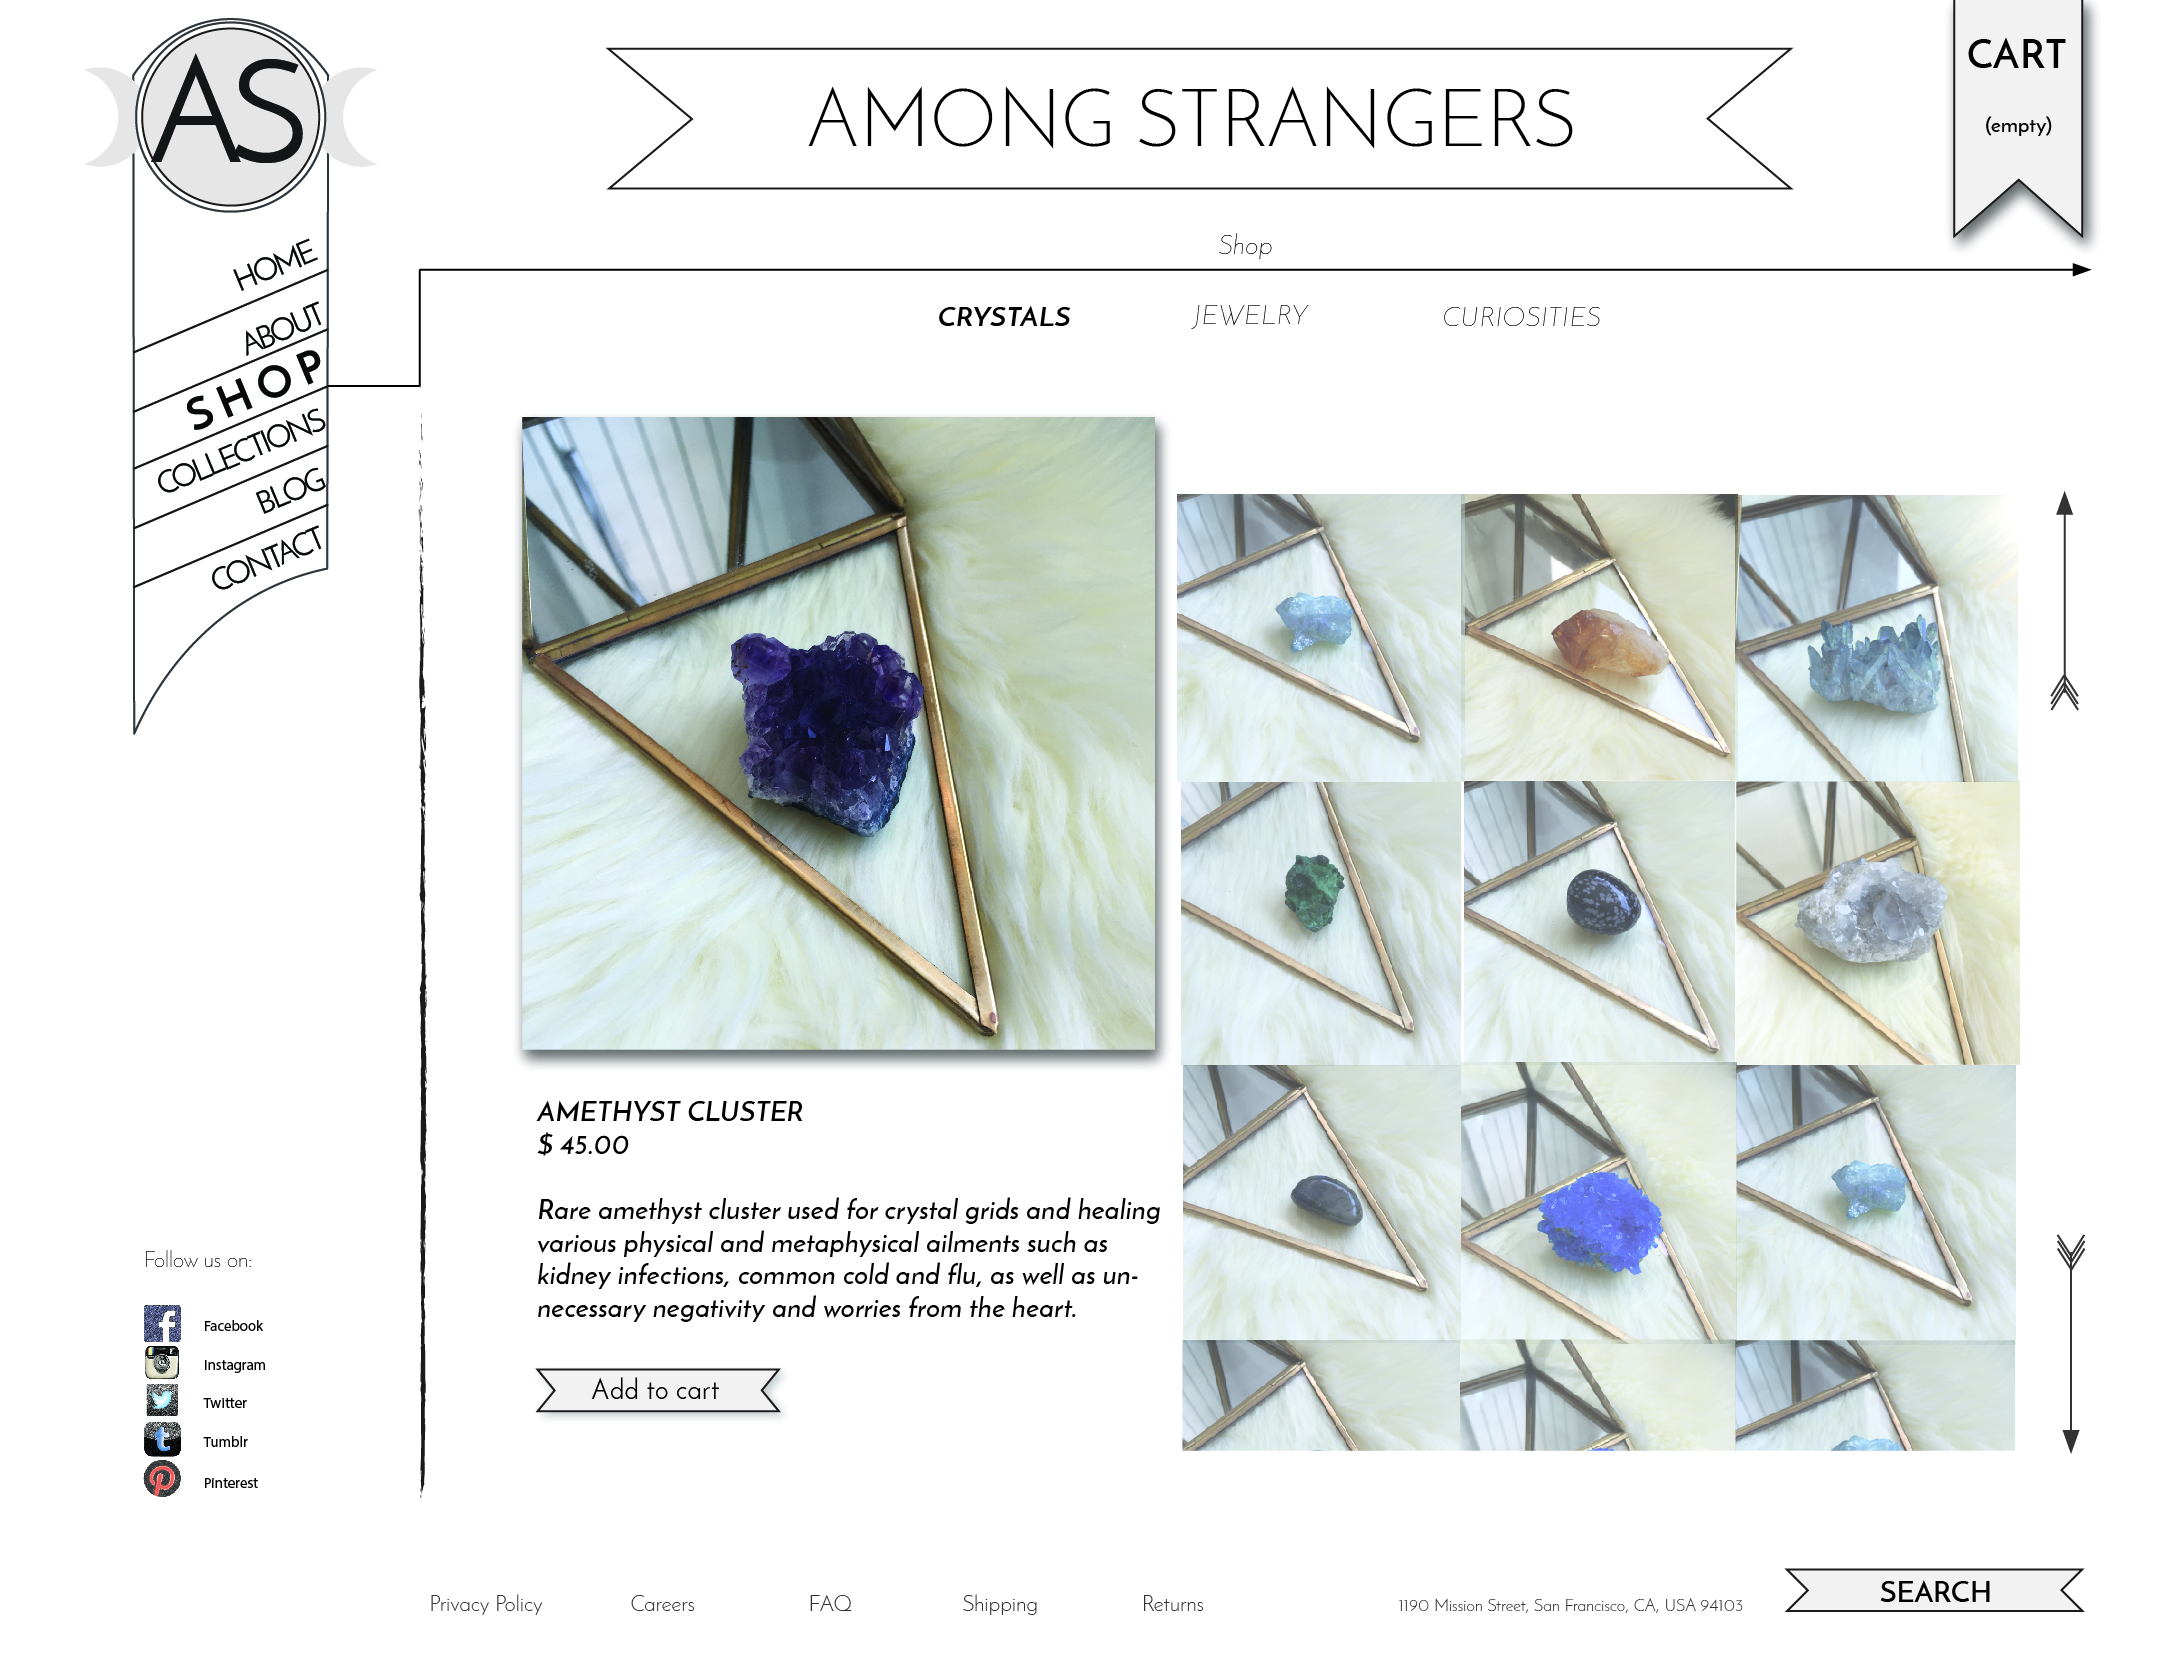 AS
AMONG STRANGERS
CART
(empty)
HOME
ABOUT
SHOP
COLLECTIONS
BLOG
CONTACT
Shop
CRYSTALS
JEWELRY
CURIOSITIES
AMETHYST CLUSTER
$ 45.00
Rare amethyst cluster used for crystal grids and healing
various physical and metaphysical ailments such as
kidney infections, common cold and flu, as well as un-
necessary negativity and worries from the heart.
Add to cart
Follow us on:
Facebook
Instagram
Twitter
Tumblr
Pinterest
Privacy Policy
Careers
FAQ
Shipping
Returns
1190 Mission Street, San Francisco, CA, USA 94103
SEARCH